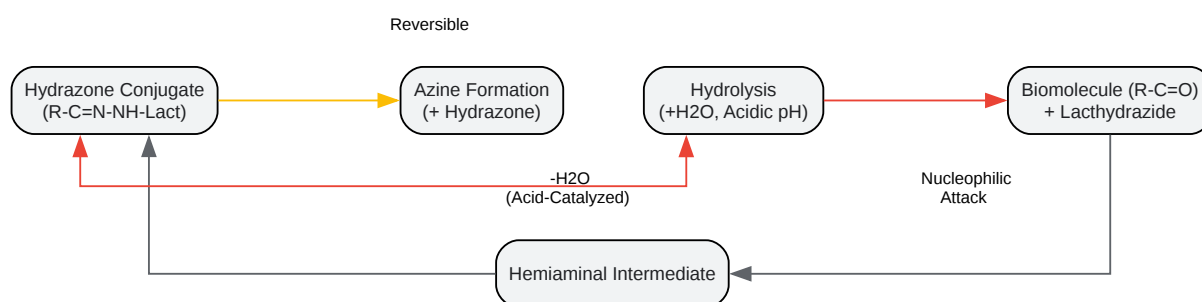 Reversible
Hydrazone Conjugate
(R-C=N-NH-Lact)
Azine Formation
(+ Hydrazone)
Hydrolysis
(+H2O, Acidic pH)
Biomolecule (R-C=O)
+ Lacthydrazide
-H2O
(Acid-Catalyzed)
Nucleophilic
Attack
Hemiaminal Intermediate